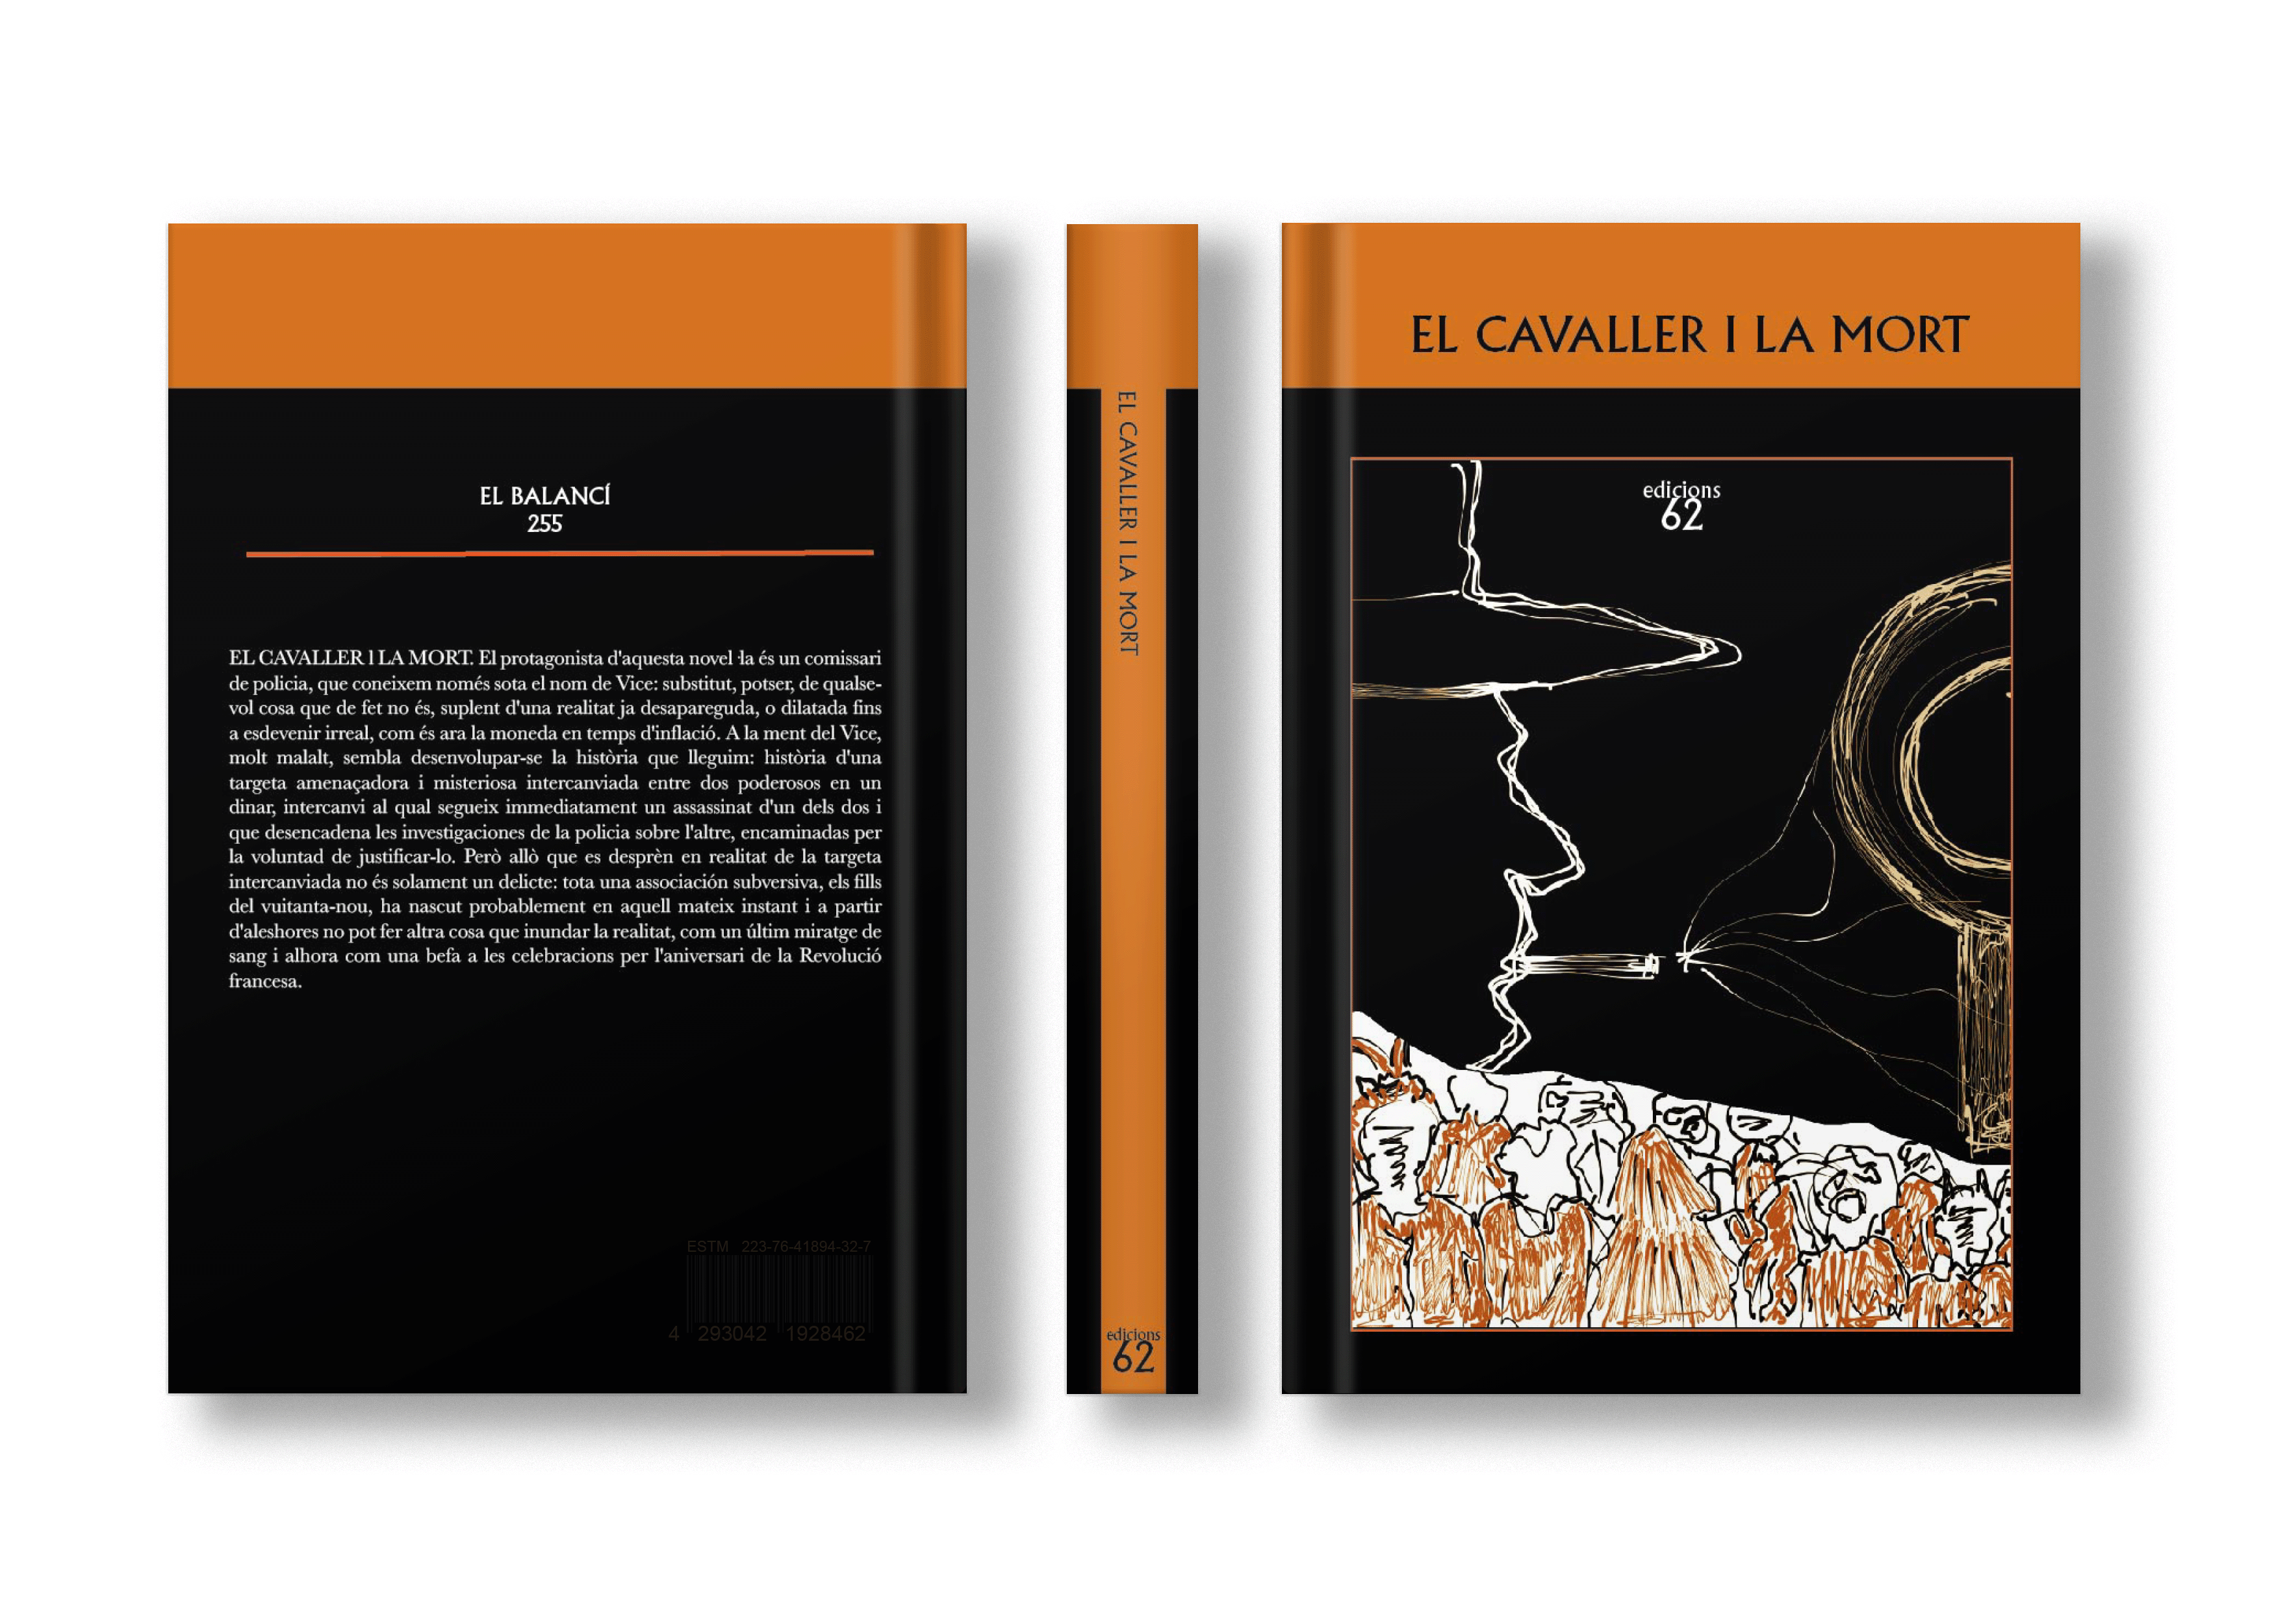 EL BALANCÍ
255
EL CAVALLER l LA MORT. El protagonista d'aquesta novel·la és un comissari
de policia, que coneixem només sota el nom de Vice: substitut, potser, de qualse-
vol cosa que de fet no és, suplent d'una realitat ja desapareguda, o dilatada fins
a esdevenir irreal, com és ara la moneda en temps d'inflació. A la ment del Vice,
molt malalt, sembla desenvolupar-se la història que lleguim: història d'una
targeta amenaçadora i misteriosa intercanviada entre dos poderosos en un
dinar, intercanvi al qual segueix immediatament un assassinat d'un dels dos i
que desencadena les investigaciones de la policia sobre l'altre, encaminadas per
la voluntad de justificar-lo. Però allò que es desprèn en realitat de la targeta
intercanviada no és solament un delicte: tota una associación subversiva, els fills
del vuitanta-nou, ha nascut probablement en aquell mateix instant i a partir
d'aleshores no pot fer altra cosa que inundar la realitat, com un últim miratge de
sang i alhora com una befa a les celebracions per l'aniversari de la Revolució
francesa.
ESTM 223-76-41894-32-7
4 293042 1928462
EL CAVALLER I LA MORT
edicions
62
EL CAVALLER I LA MORT
edicions
62